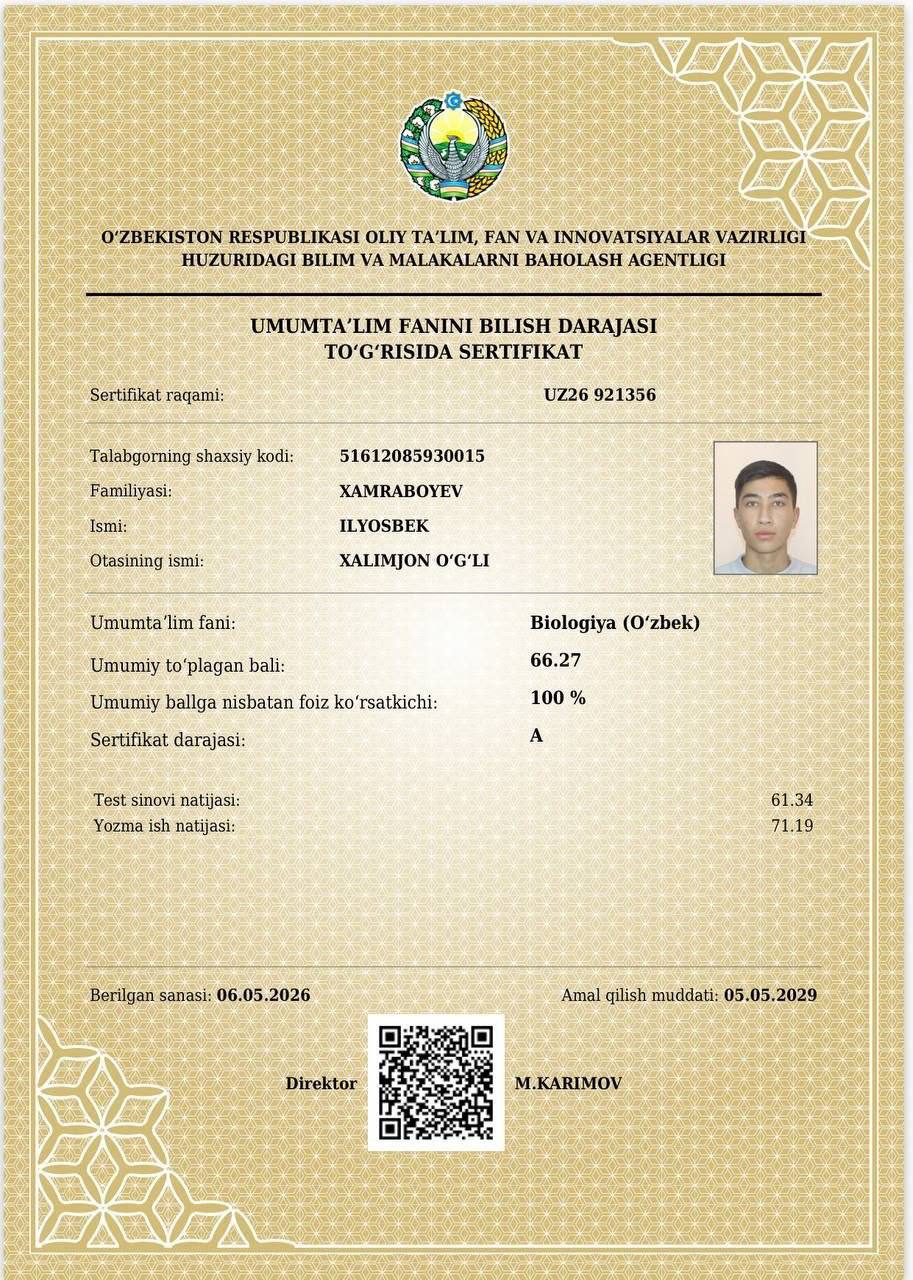 O‘ZBEKISTON RESPUBLIKASI OLIY TA’LIM, FAN VA INNOVATSIYALAR VAZIRLIGI
HUZURIDAGI BILIM VA MALAKALARNI BAHOLASH AGENTLIGI
UMUMTA’LIM FANINI BILISH DARAJASI
TO‘G‘RISIDA SERTIFIKAT
Sertifikat raqami: UZ26 921356
Talabgorning shaxsiy kodi: 51612085930015
Familiyasi: XAMRABOYEV
Ismi: ILYOSBEK
Otasining ismi: XALIMJON O‘G‘LI
Umumta’lim fani: Biologiya (O‘zbek)
Umumiy to‘plagan bali: 66.27
Umumiy ballga nisbatan foiz ko‘rsatkichi: 100 %
Sertifikat darajasi: A
Test sinovi natijasi: 61.34
Yozma ish natijasi: 71.19
Berilgan sanasi: 06.05.2026 Amal qilish muddati: 05.05.2029
Direktor M.KARIMOV